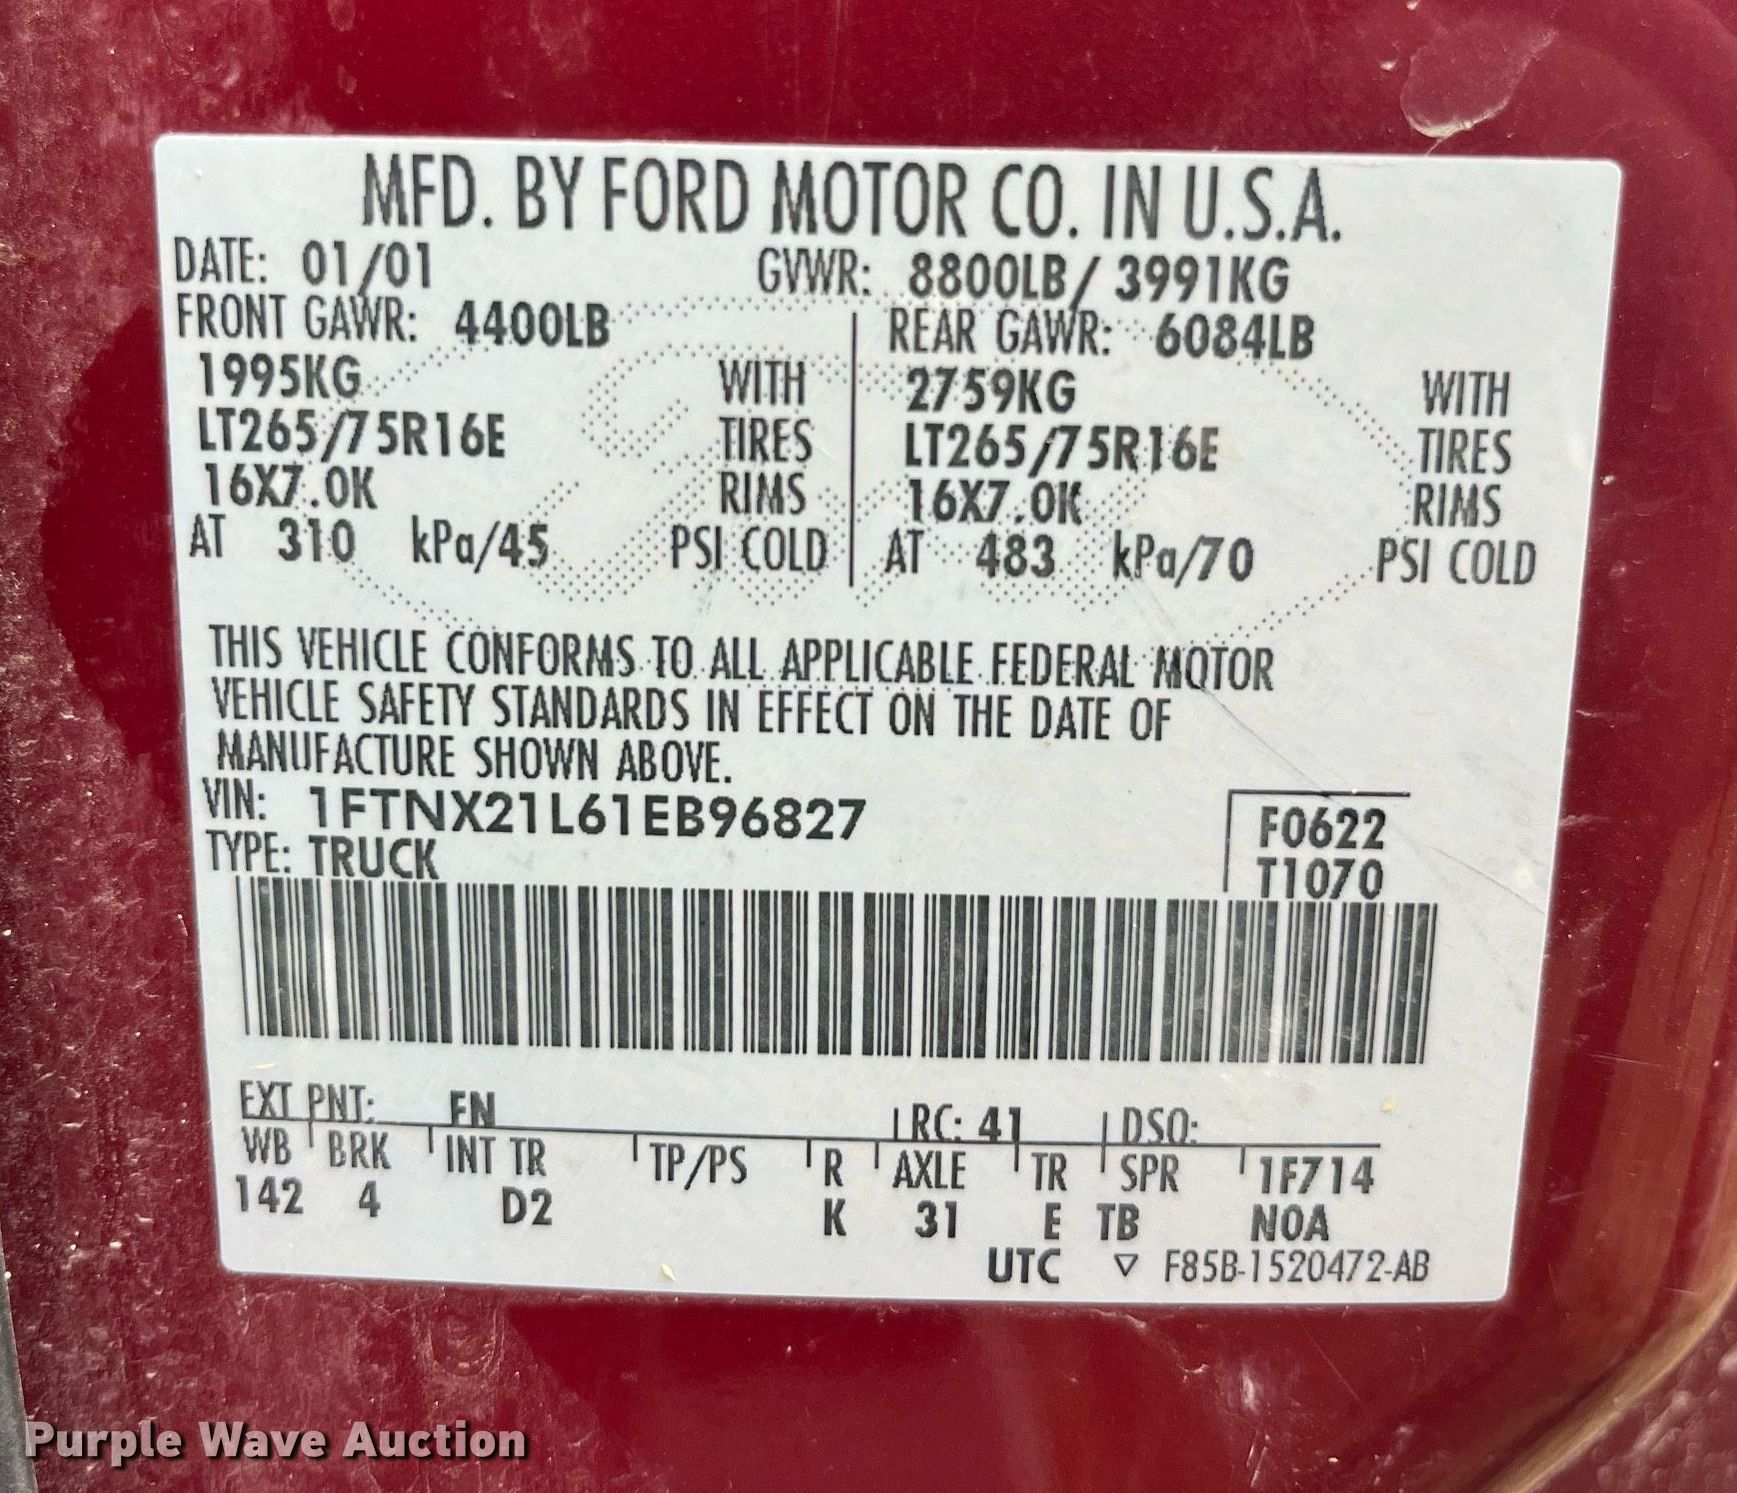 MFD. BY FORD MOTOR CO. IN U.S.A.
DATE: 01/01 GVWR: 8800LB/ 3991KG
FRONT GAWR: 4400LB REAR GAWR: 6084LB
1995KG WITH 2759KG WITH
LT265/75R16E TIRES LT265/75R16E TIRES
16X7.0K RIMS 16X7.0K RIMS
AT 310 kPa/45 PSI COLD AT 483 kPa/70 PSI COLD
THIS VEHICLE CONFORMS TO ALL APPLICABLE FEDERAL MOTOR
VEHICLE SAFETY STANDARDS IN EFFECT ON THE DATE OF
MANUFACTURE SHOWN ABOVE.
VIN: 1FTNX21L61EB96827 F0622
TYPE: TRUCK T1070
EXT PNT: FN RC: 41 DSO:
WB BRK INT TR TP/PS R AXLE TR SPR 1F714
142 4 D2 K 31 E TB N0A
UTC ▽ F85B-1520472-AB
Purple Wave Auction